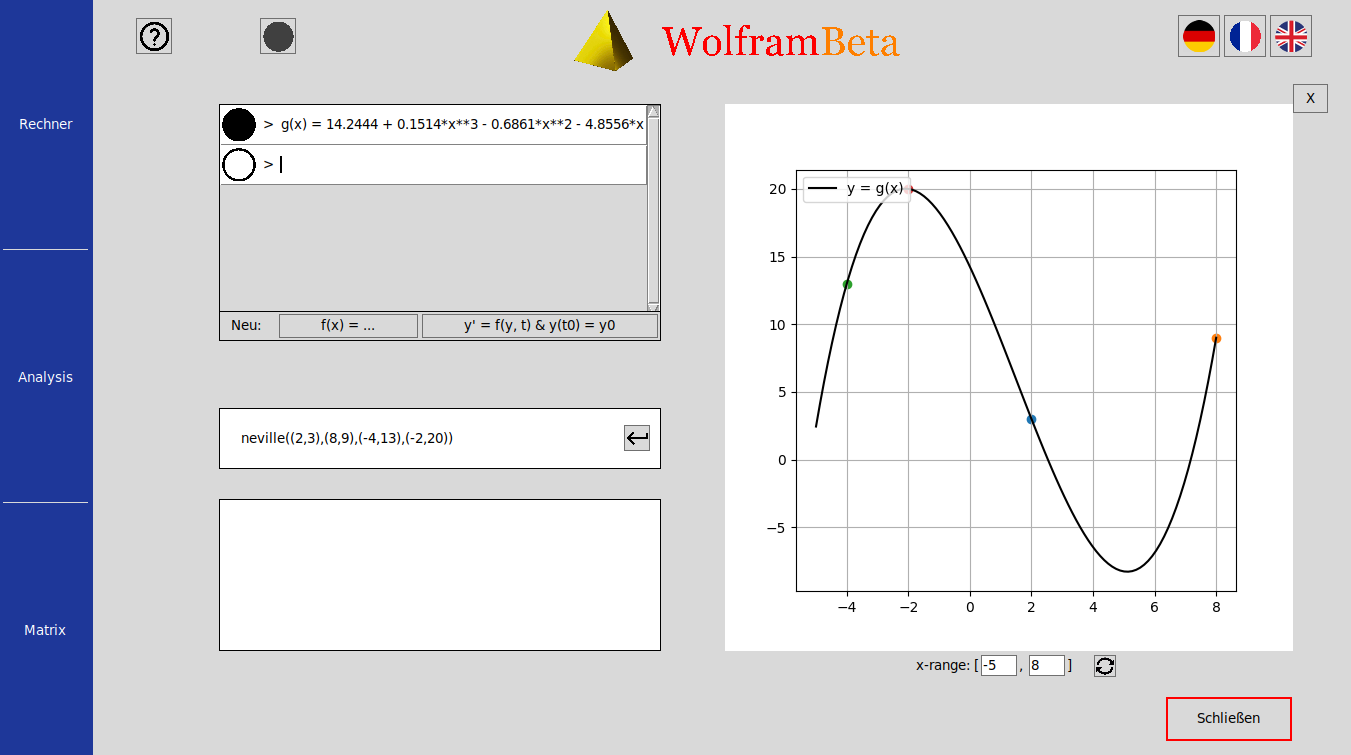 ?
WolframBeta
X
Rechner
> g(x) = 14.2444 + 0.1514*x**3 - 0.6861*x**2 - 4.8556*x
>
Neu:
f(x) = ...
y' = f(y, t) & y(t0) = y0
Analysis
neville((2,3),(8,9),(-4,13),(-2,20))
Matrix
y = g(x)
20
15
10
5
0
−5
−4 −2 0 2 4 6 8
x-range: [ -5 , 8 ]
Schließen